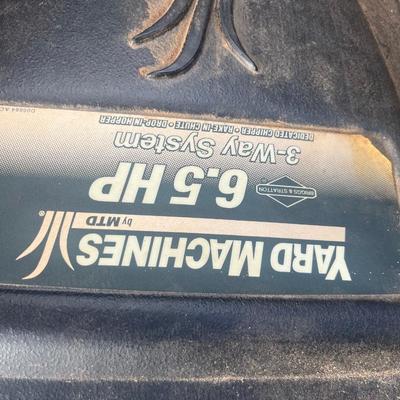 YARD MACHINES
by MTD
BRIGGS & STRATTON
6.5 HP
3-Way System
DEDICATED CHIPPER • RAKE-IN CHUTE • DROP-IN HOPPER